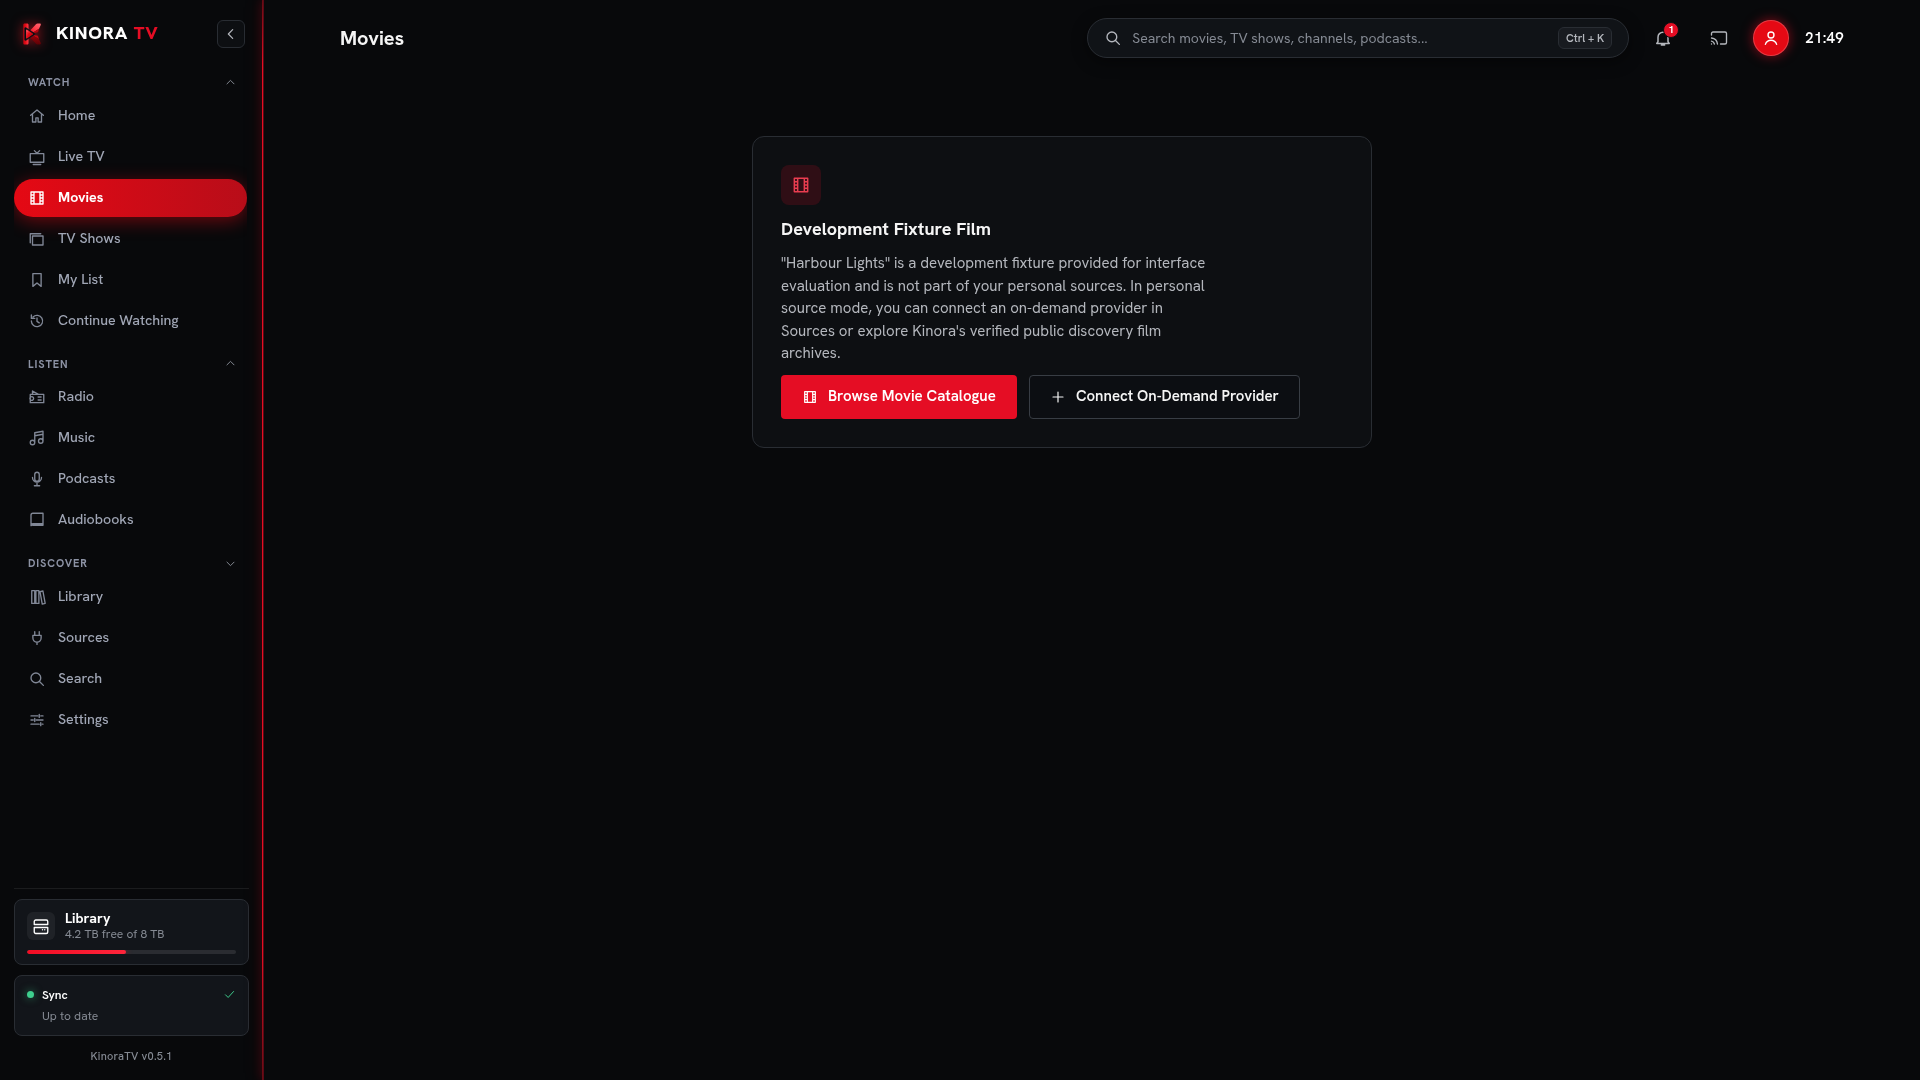 KINORA TV
WATCH
Home
Live TV
Movies
TV Shows
My List
Continue Watching
LISTEN
Radio
Music
Podcasts
Audiobooks
DISCOVER
Library
Sources
Search
Settings
Library
4.2 TB free of 8 TB
Sync
Up to date
KinoraTV v0.5.1
Movies
Search movies, TV shows, channels, podcasts...
Ctrl + K
1
21:49
Development Fixture Film
"Harbour Lights" is a development fixture provided for interface
evaluation and is not part of your personal sources. In personal
source mode, you can connect an on-demand provider in
Sources or explore Kinora's verified public discovery film
archives.
Browse Movie Catalogue
Connect On-Demand Provider